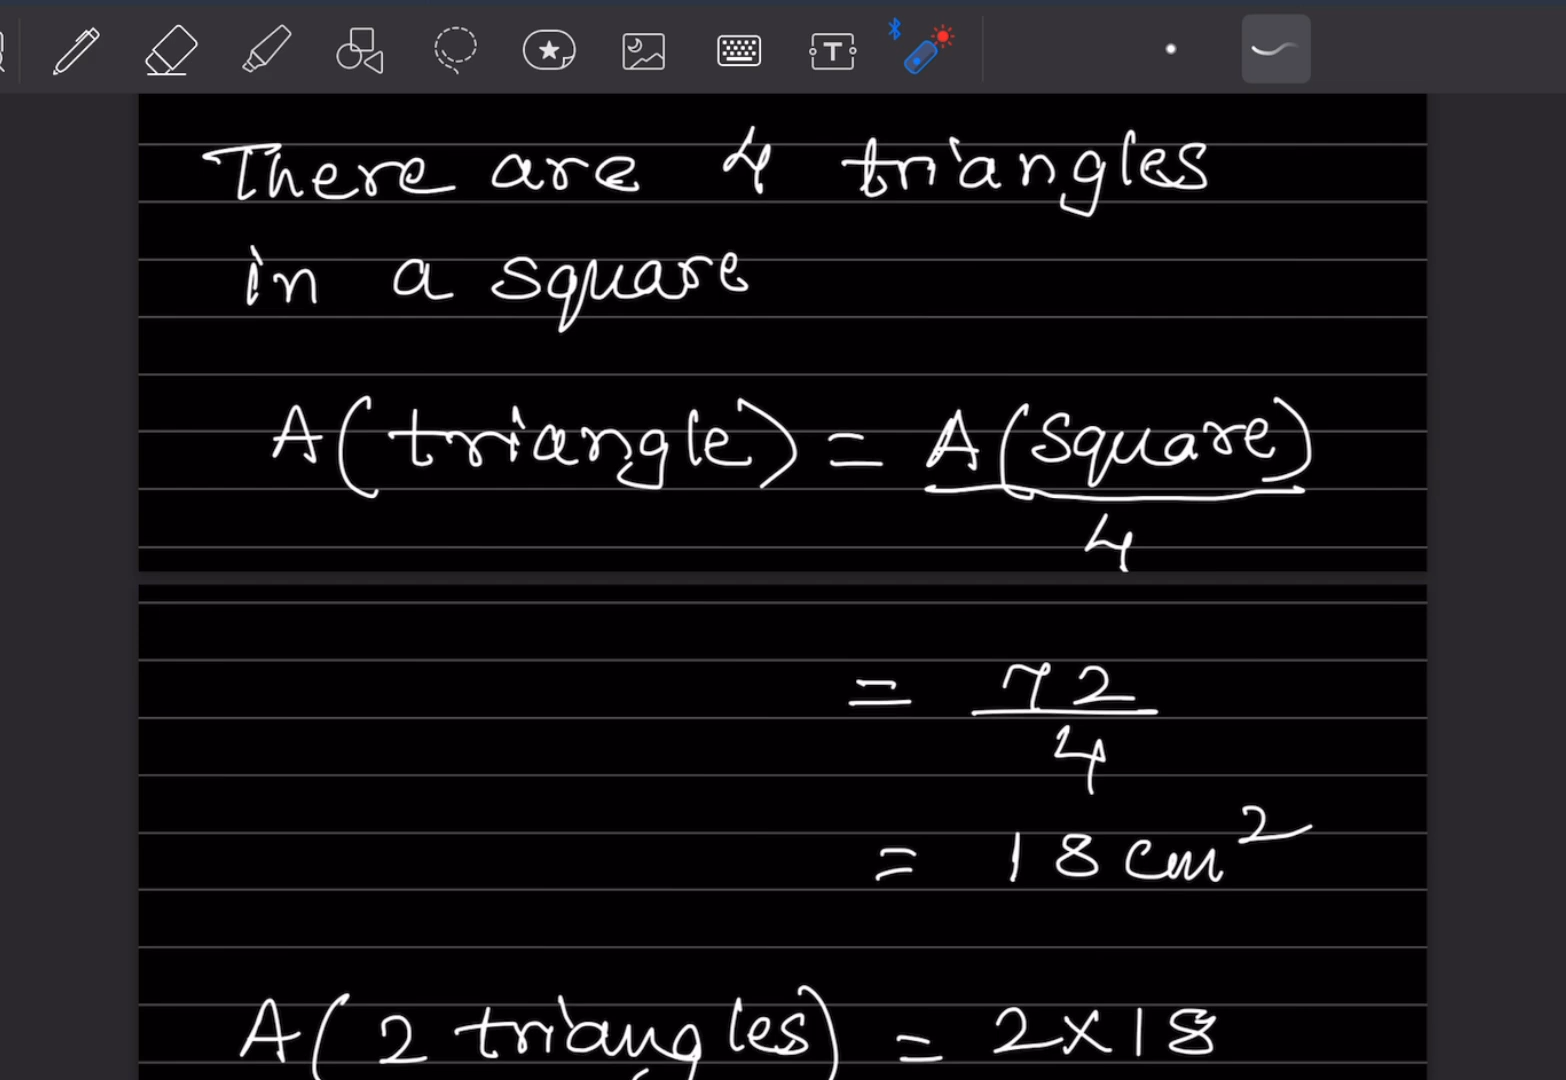 There are 4 triangles
in a square
A(triangle) = A(square)
4
= 72
4
= 18 cm²
A(2 triangles) = 2×18